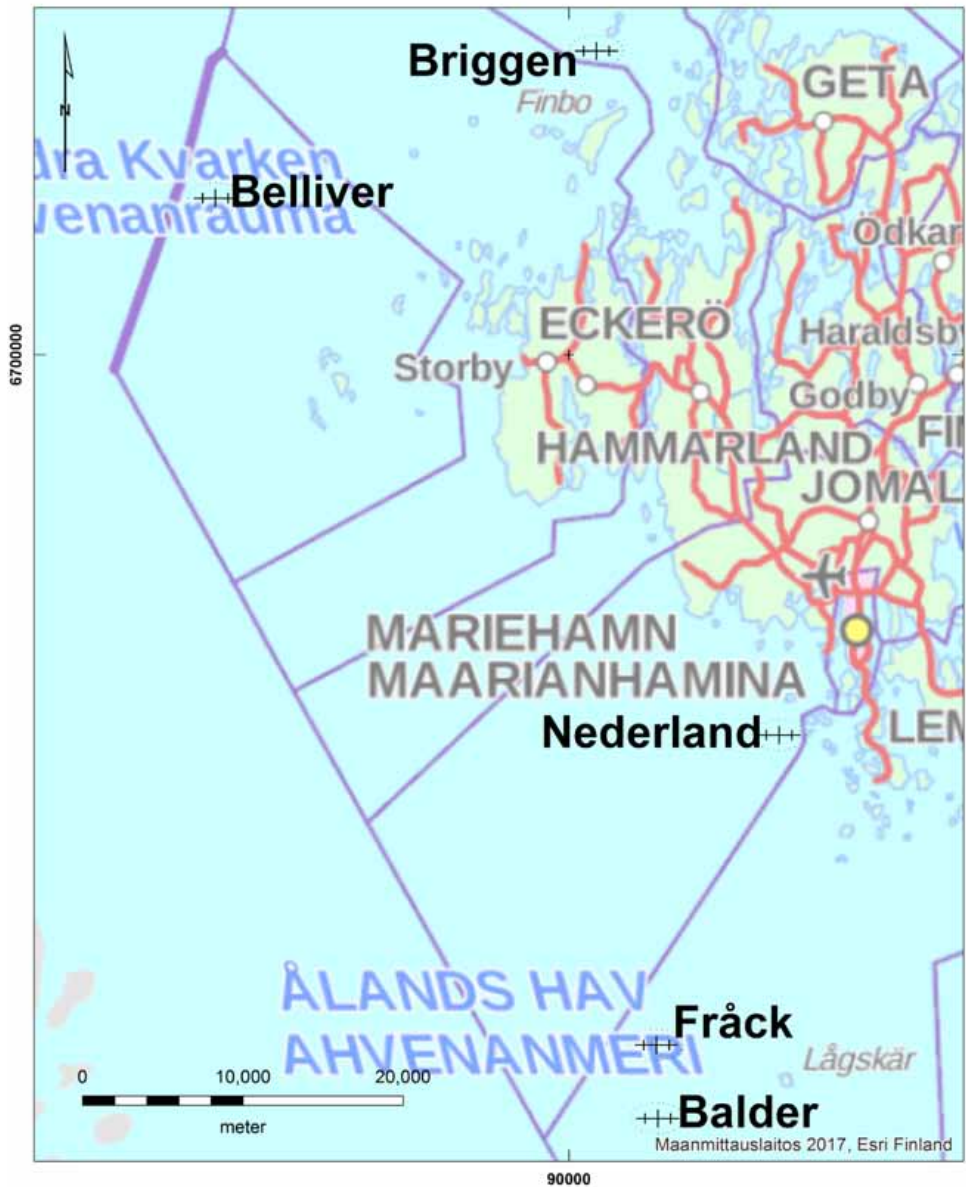 Briggen
Finbo
GETA
N
dra Kvarken
venanrauma
Belliver
Ödkar
ECKERÖ
Haraldsby
6700000
Storby
Godby
FIN
HAMMARLAND
JOMAL
MARIEHAMN
MAARIANHAMINA
Nederland
LEM
ÅLANDS HAV
AHVENANMERI
Fråck
Lågskär
0 10,000 20,000
meter
Balder
Maanmittauslaitos 2017, Esri Finland
90000